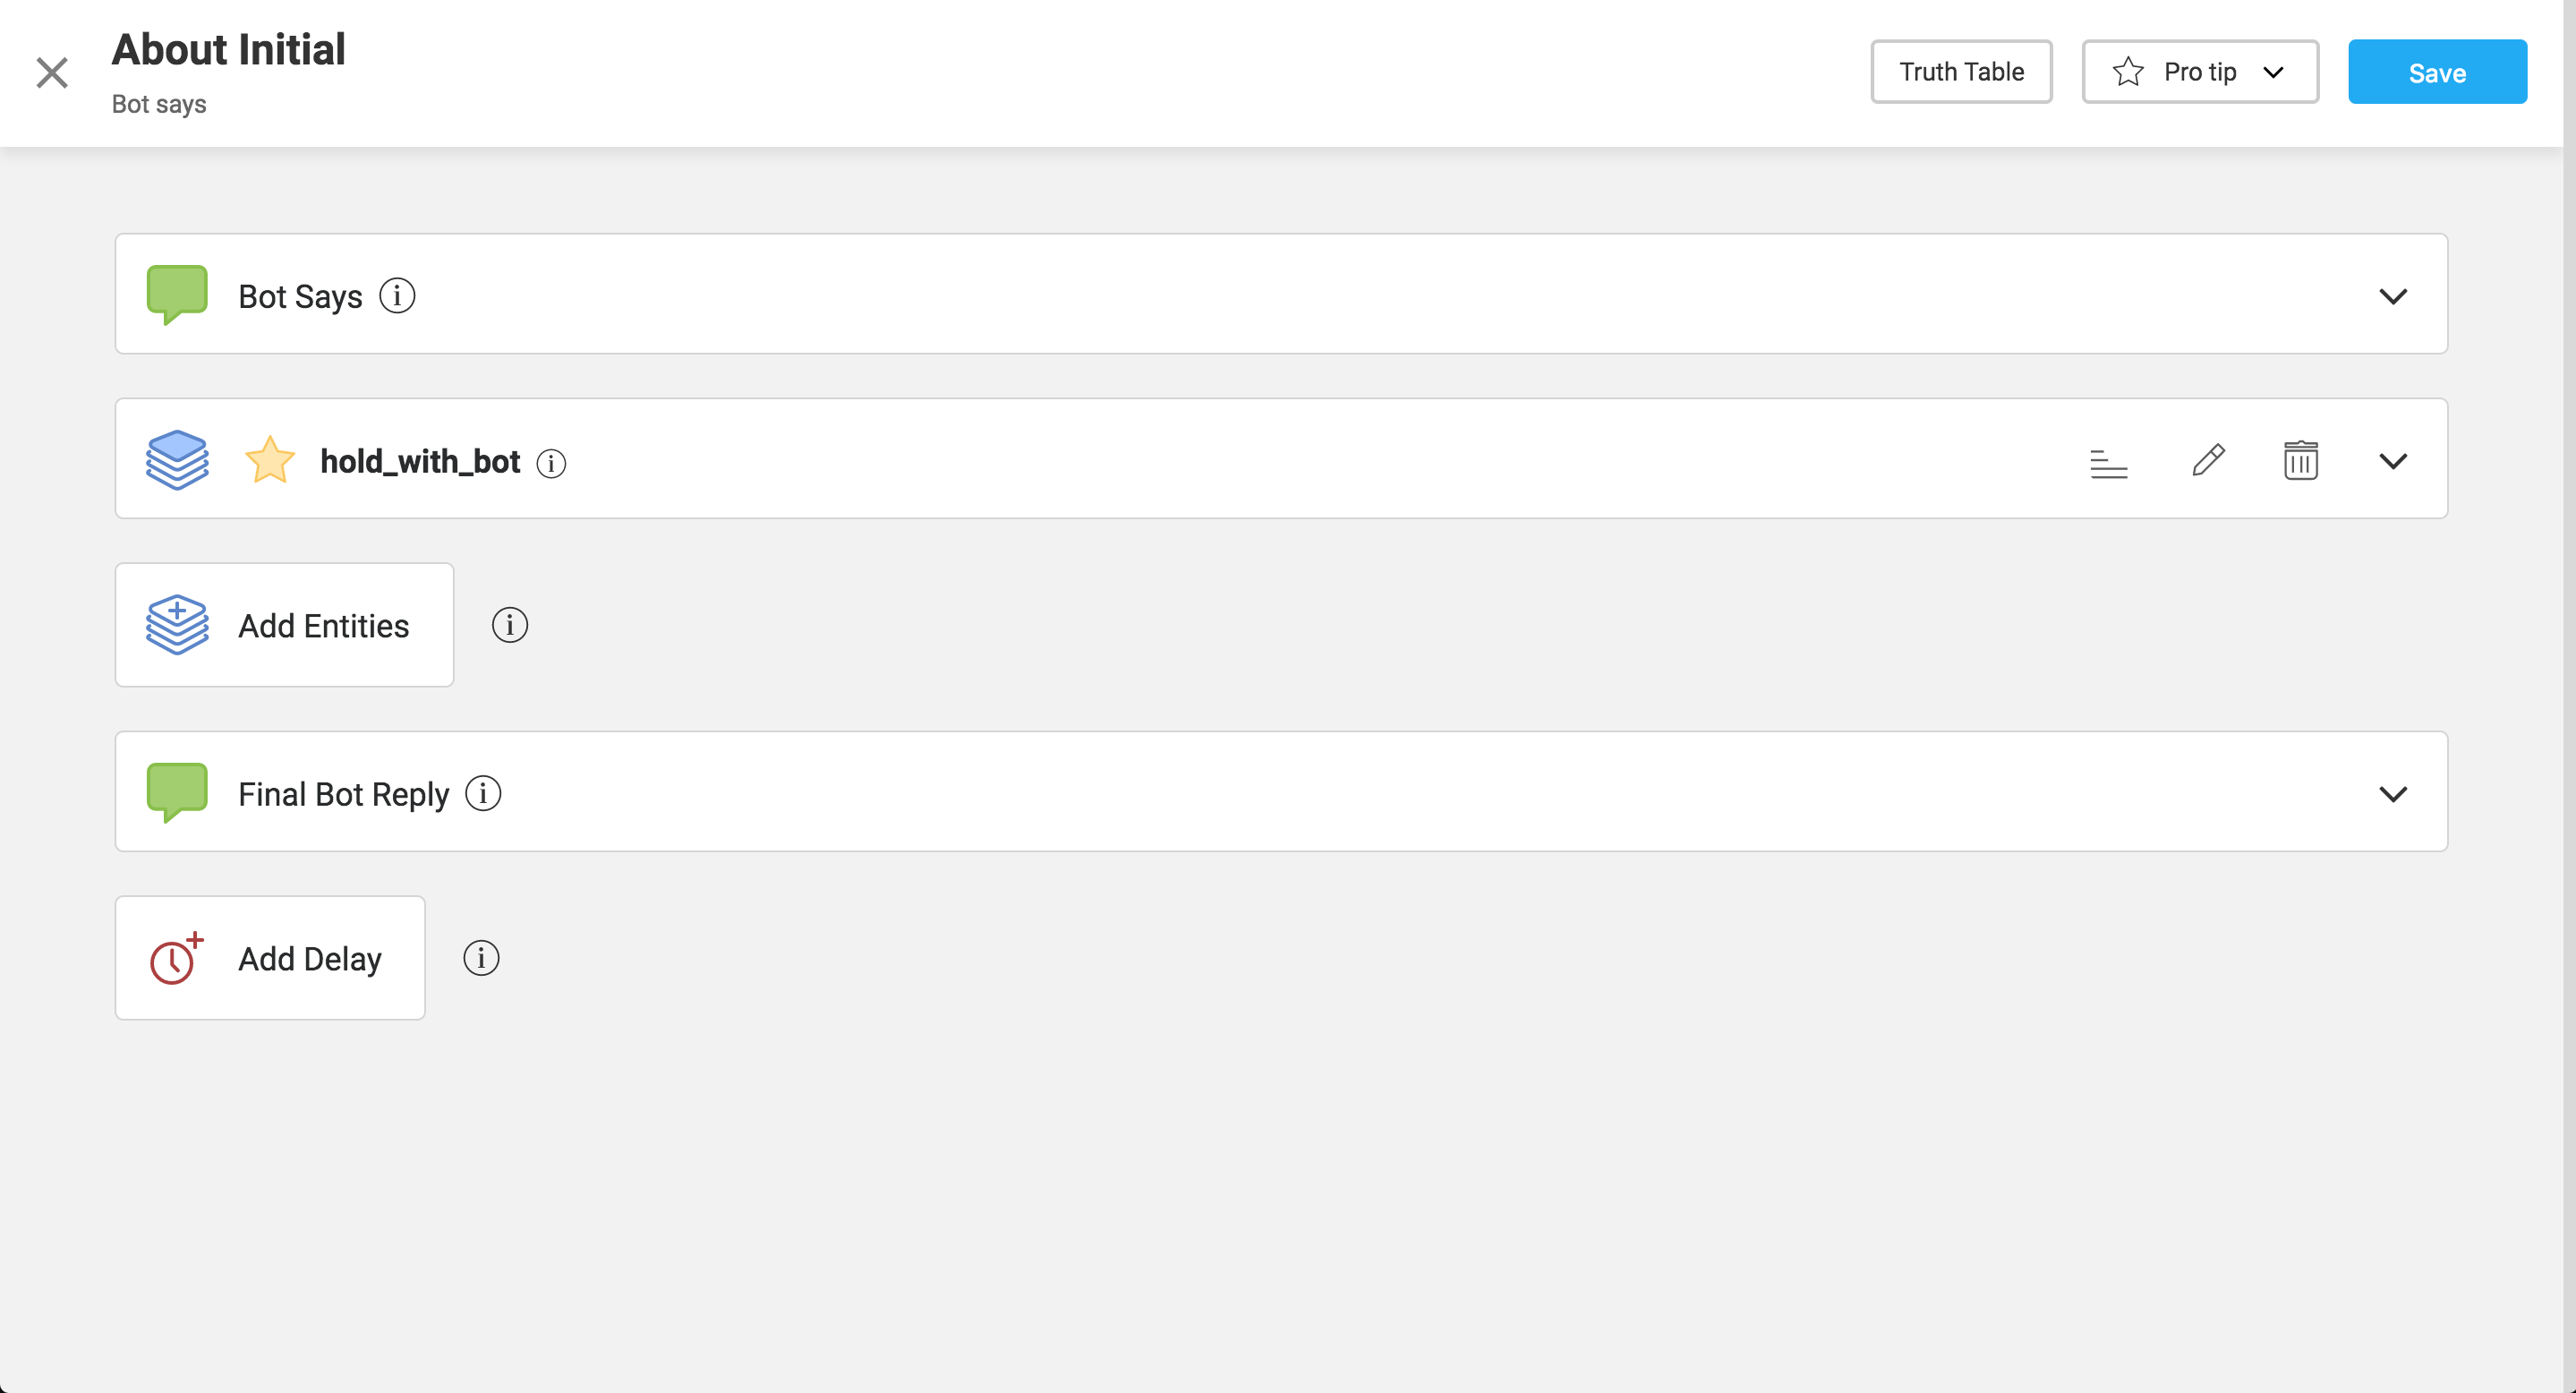 About Initial
Bot says
Truth Table
Pro tip
Save
Bot Says
hold_with_bot
Add Entities
Final Bot Reply
Add Delay